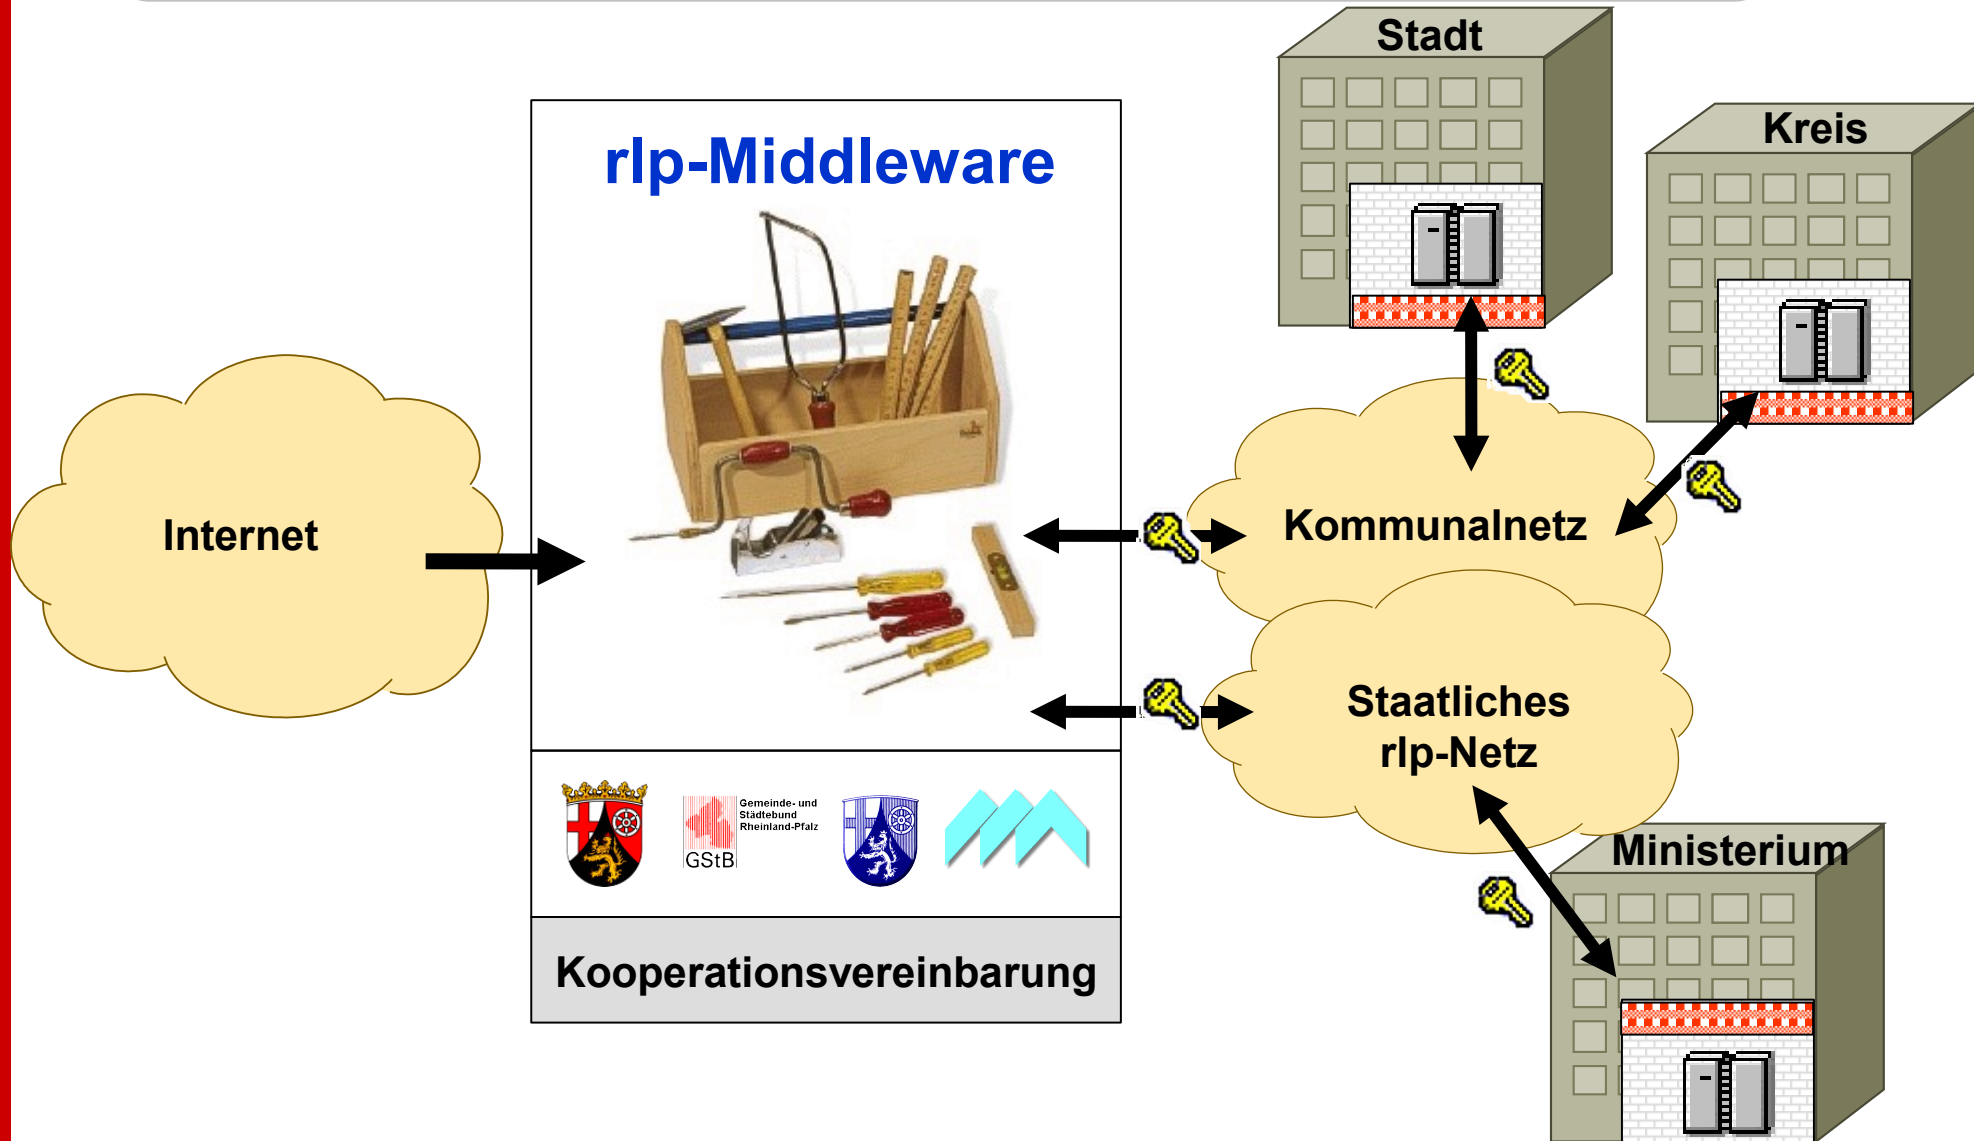 Stadt
Kreis
rlp-Middleware
Internet
Kommunalnetz
Staatliches
rlp-Netz
Gemeinde- und
Städtebund
Rheinland-Pfalz
GStB
Ministerium
Kooperationsvereinbarung